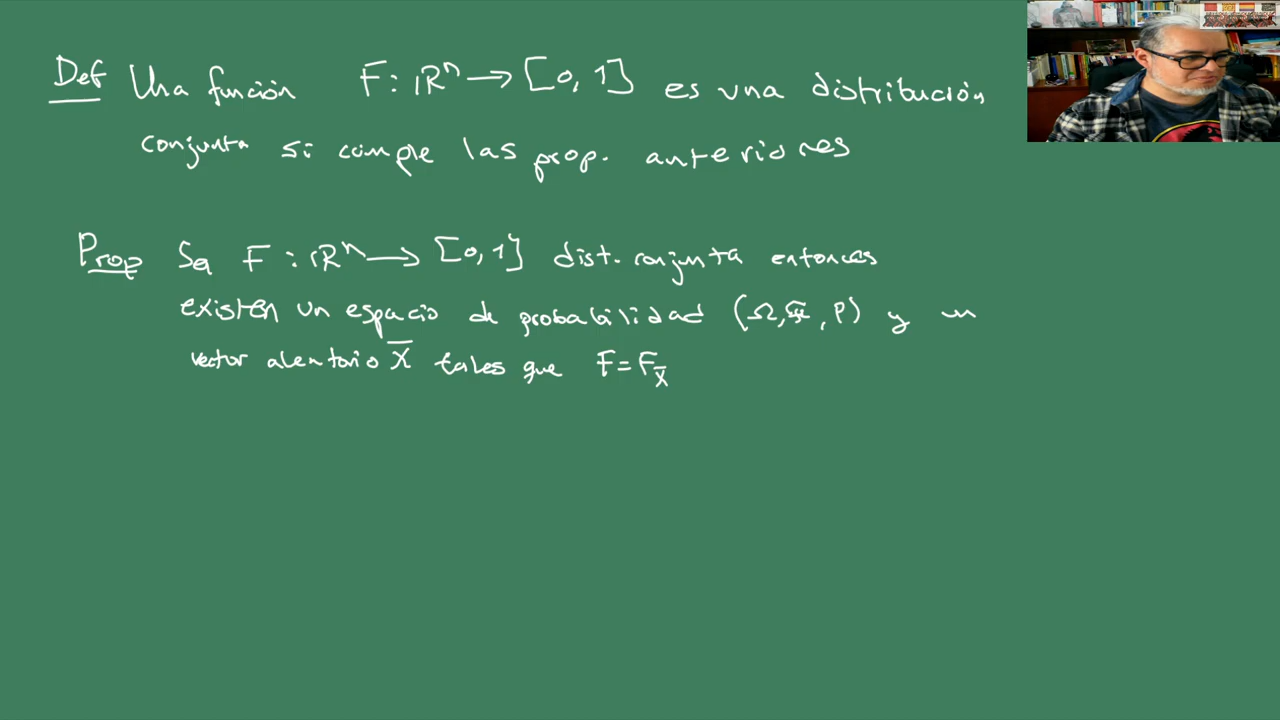 Def Una función F: ℝⁿ → [0, 1] es una distribución
conjunta si cumple las prop. anteriores
Prop Sea F: ℝⁿ → [0, 1] dist. conjunta entonces
existen un espacio de probabilidad (Ω, ℱ, P) y un
vector aleatorio X̅ tales que F = F_X̅